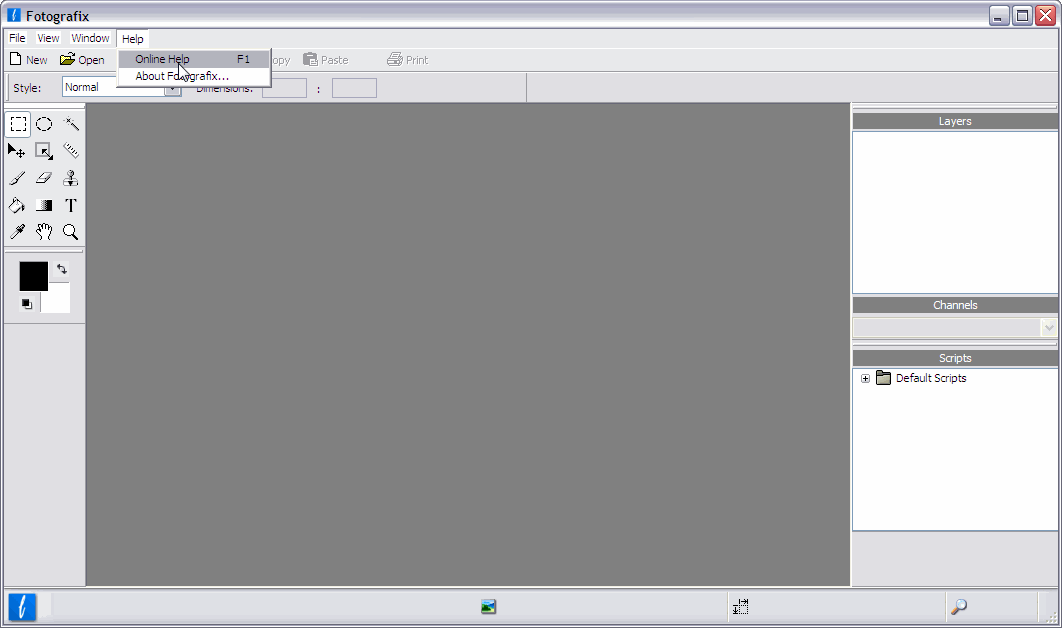 Fotografix
File View Window Help
New Open opy Paste Print
Online Help F1
About Fotografix...
Style: Normal Dimensions: :
T
Layers
Channels
Scripts
Default Scripts